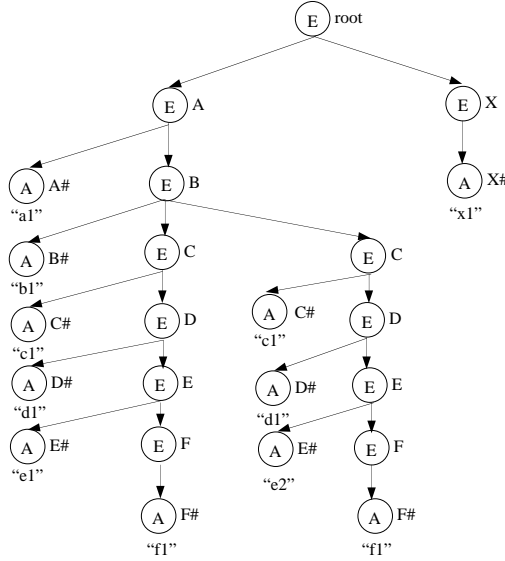 E root
E A E X
A A# E B A X#
“a1” “x1”
A B# E C E C
“b1”
A C# E D A C# E D
“c1” “c1”
A D# E E A D# E E
“d1” “d1”
A E# E F A E# E F
“e1” “e2”
A F# A F#
“f1” “f1”